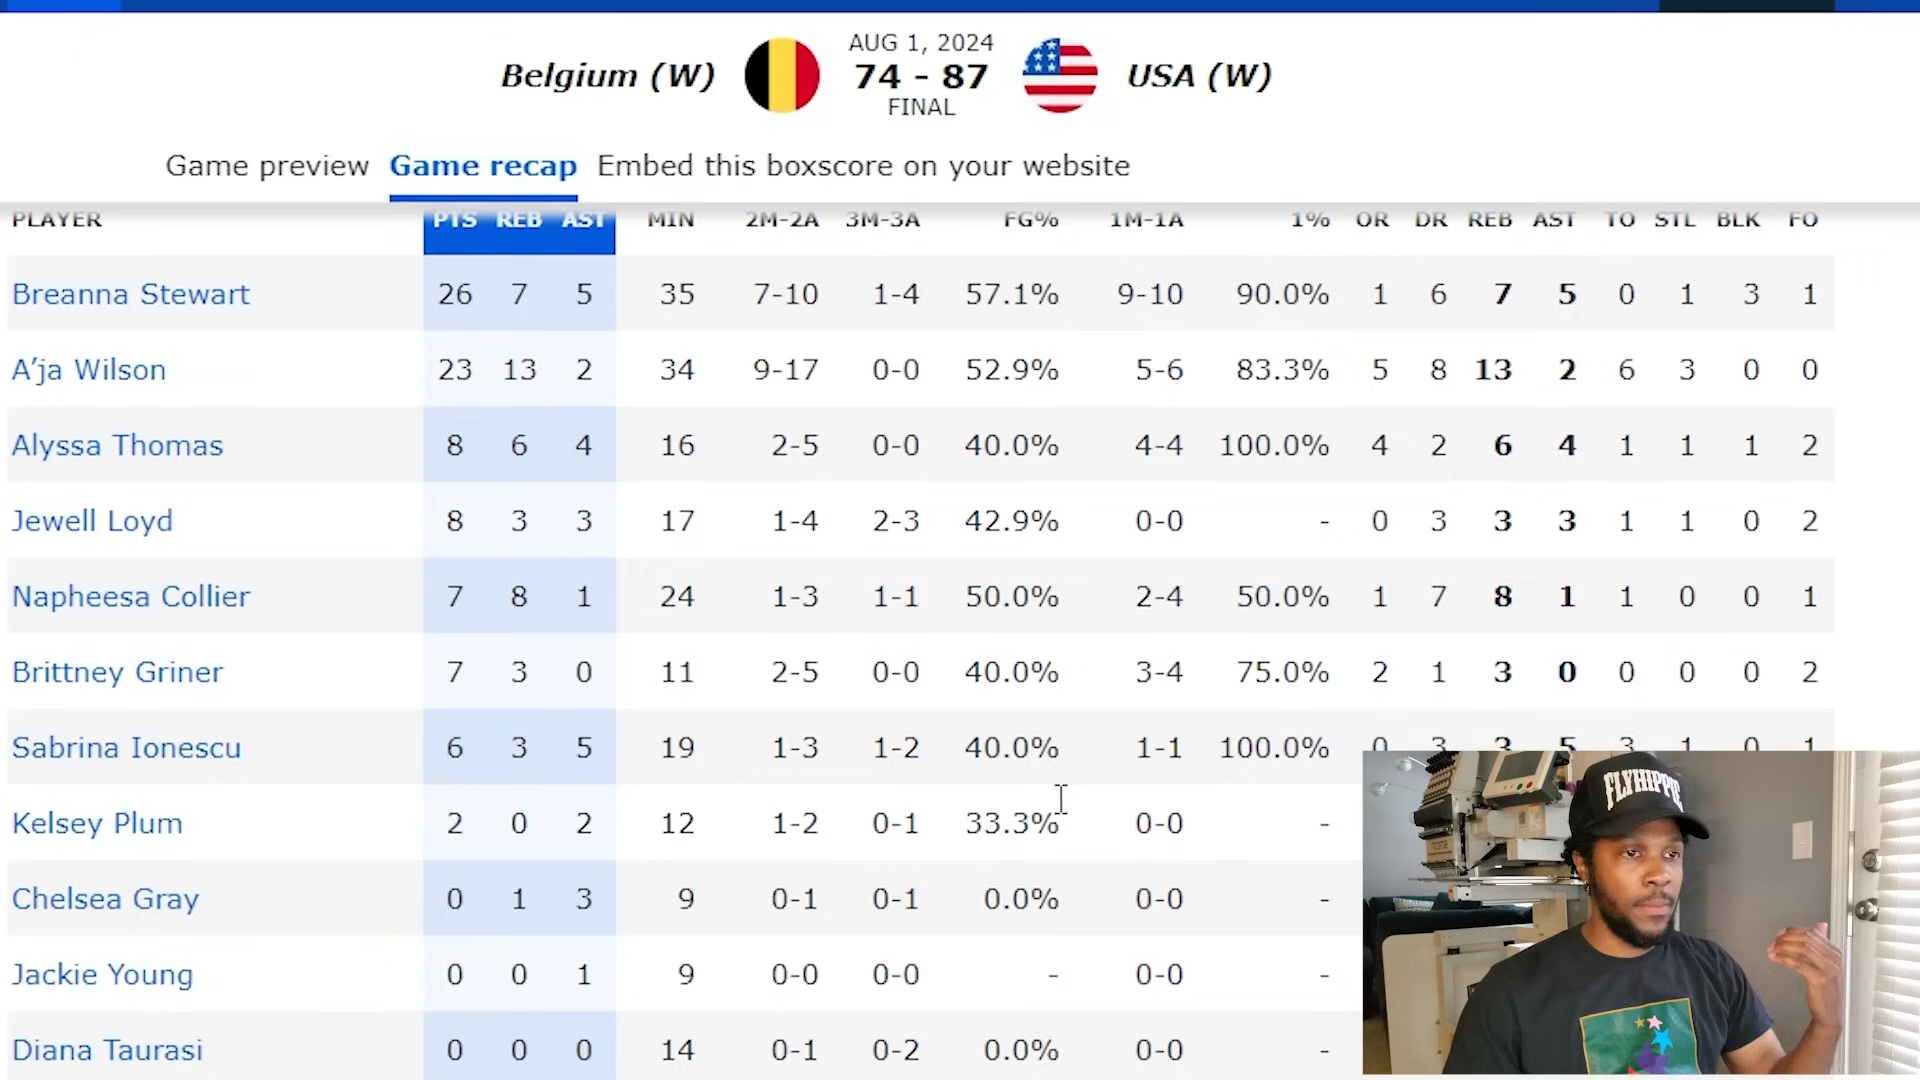 AUG 1, 2024
Belgium (W) 74 - 87 USA (W)
FINAL
Game preview Game recap Embed this boxscore on your website
PLAYER PTS REB AST MIN 2M-2A 3M-3A FG% 1M-1A 1% OR DR REB AST TO STL BLK FO
Breanna Stewart 26 7 5 35 7-10 1-4 57.1% 9-10 90.0% 1 6 7 5 0 1 3 1
A’ja Wilson 23 13 2 34 9-17 0-0 52.9% 5-6 83.3% 5 8 13 2 6 3 0 0
Alyssa Thomas 8 6 4 16 2-5 0-0 40.0% 4-4 100.0% 4 2 6 4 1 1 1 2
Jewell Loyd 8 3 3 17 1-4 2-3 42.9% 0-0 - 0 3 3 3 1 1 0 2
Napheesa Collier 7 8 1 24 1-3 1-1 50.0% 2-4 50.0% 1 7 8 1 1 0 0 1
Brittney Griner 7 3 0 11 2-5 0-0 40.0% 3-4 75.0% 2 1 3 0 0 0 0 2
Sabrina Ionescu 6 3 5 19 1-3 1-2 40.0% 1-1 100.0% 0 3 3 5 3 1 0 1
Kelsey Plum 2 0 2 12 1-2 0-1 33.3% 0-0 -
Chelsea Gray 0 1 3 9 0-1 0-1 0.0% 0-0 -
Jackie Young 0 0 1 9 0-0 0-0 - 0-0 -
Diana Taurasi 0 0 0 14 0-1 0-2 0.0% 0-0 -
FLYHIPPIE